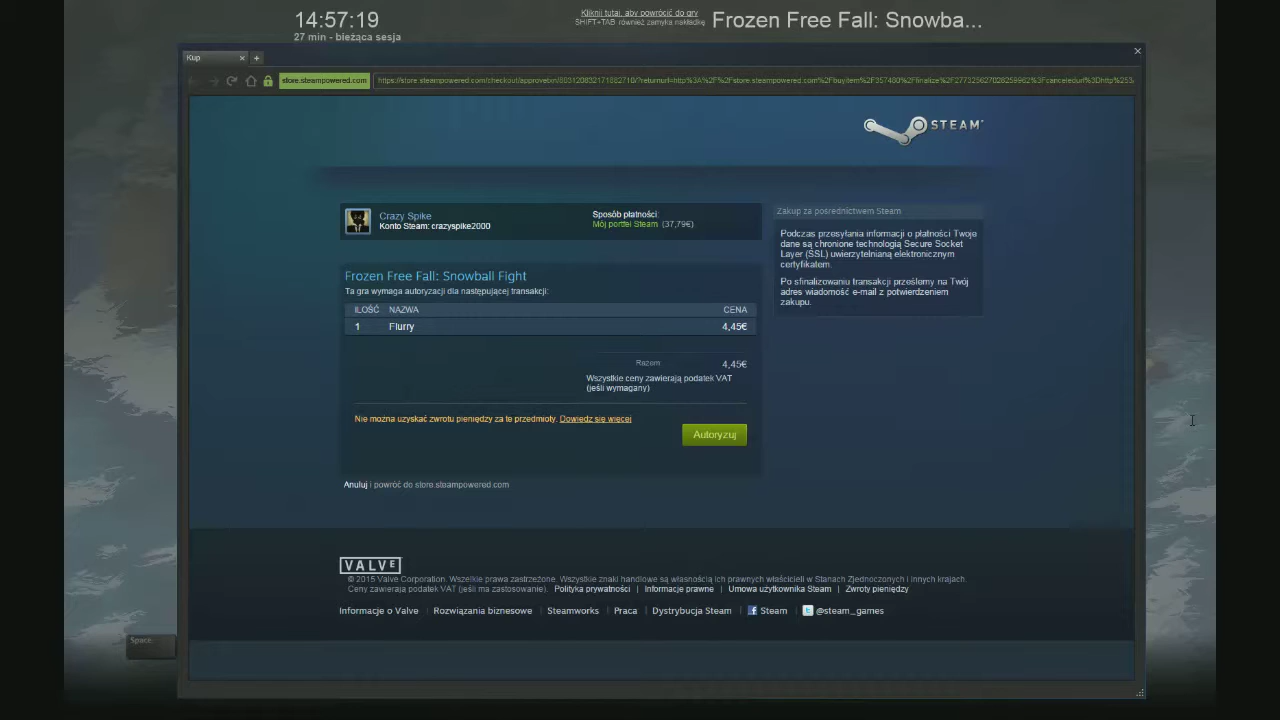 14:57:19
27 min - bieżąca sesja
Kliknij tutaj, aby powrócić do gry
SHIFT+TAB również zamyka nakładkę
Frozen Free Fall: Snowba...
Kup
store.steampowered.com
STEAM
Crazy Spike
Konto Steam: crazyspike2000
Sposób płatności:
Mój portfel Steam (37,79€)
Zakup za pośrednictwem Steam
Podczas przesyłania informacji o płatności Twoje
dane są chronione technologią Secure Socket
Layer (SSL) uwierzytelnianą elektronicznym
certyfikatem.
Po sfinalizowaniu transakcji prześlemy na Twój
adres wiadomość e-mail z potwierdzeniem
zakupu.
Frozen Free Fall: Snowball Fight
Ta gra wymaga autoryzacji dla następującej transakcji:
ILOŚĆ NAZWA CENA
1 Flurry 4,45€
Razem 4,45€
Wszystkie ceny zawierają podatek VAT
(jeśli wymagany)
Nie można uzyskać zwrotu pieniędzy za te przedmioty. Dowiedz się więcej
Autoryzuj
Anuluj i powróć do store.steampowered.com
VALVE
© 2015 Valve Corporation. Wszelkie prawa zastrzeżone. Wszystkie znaki handlowe są własnością ich prawnych właścicieli w Stanach Zjednoczonych i innych krajach.
Ceny zawierają podatek VAT (jeśli ma zastosowanie). Polityka prywatności | Informacje prawne | Umowa użytkownika Steam | Zwroty pieniędzy
Informacje o Valve | Rozwiązania biznesowe | Steamworks | Praca | Dystrybucja Steam | Steam | @steam_games
Space: